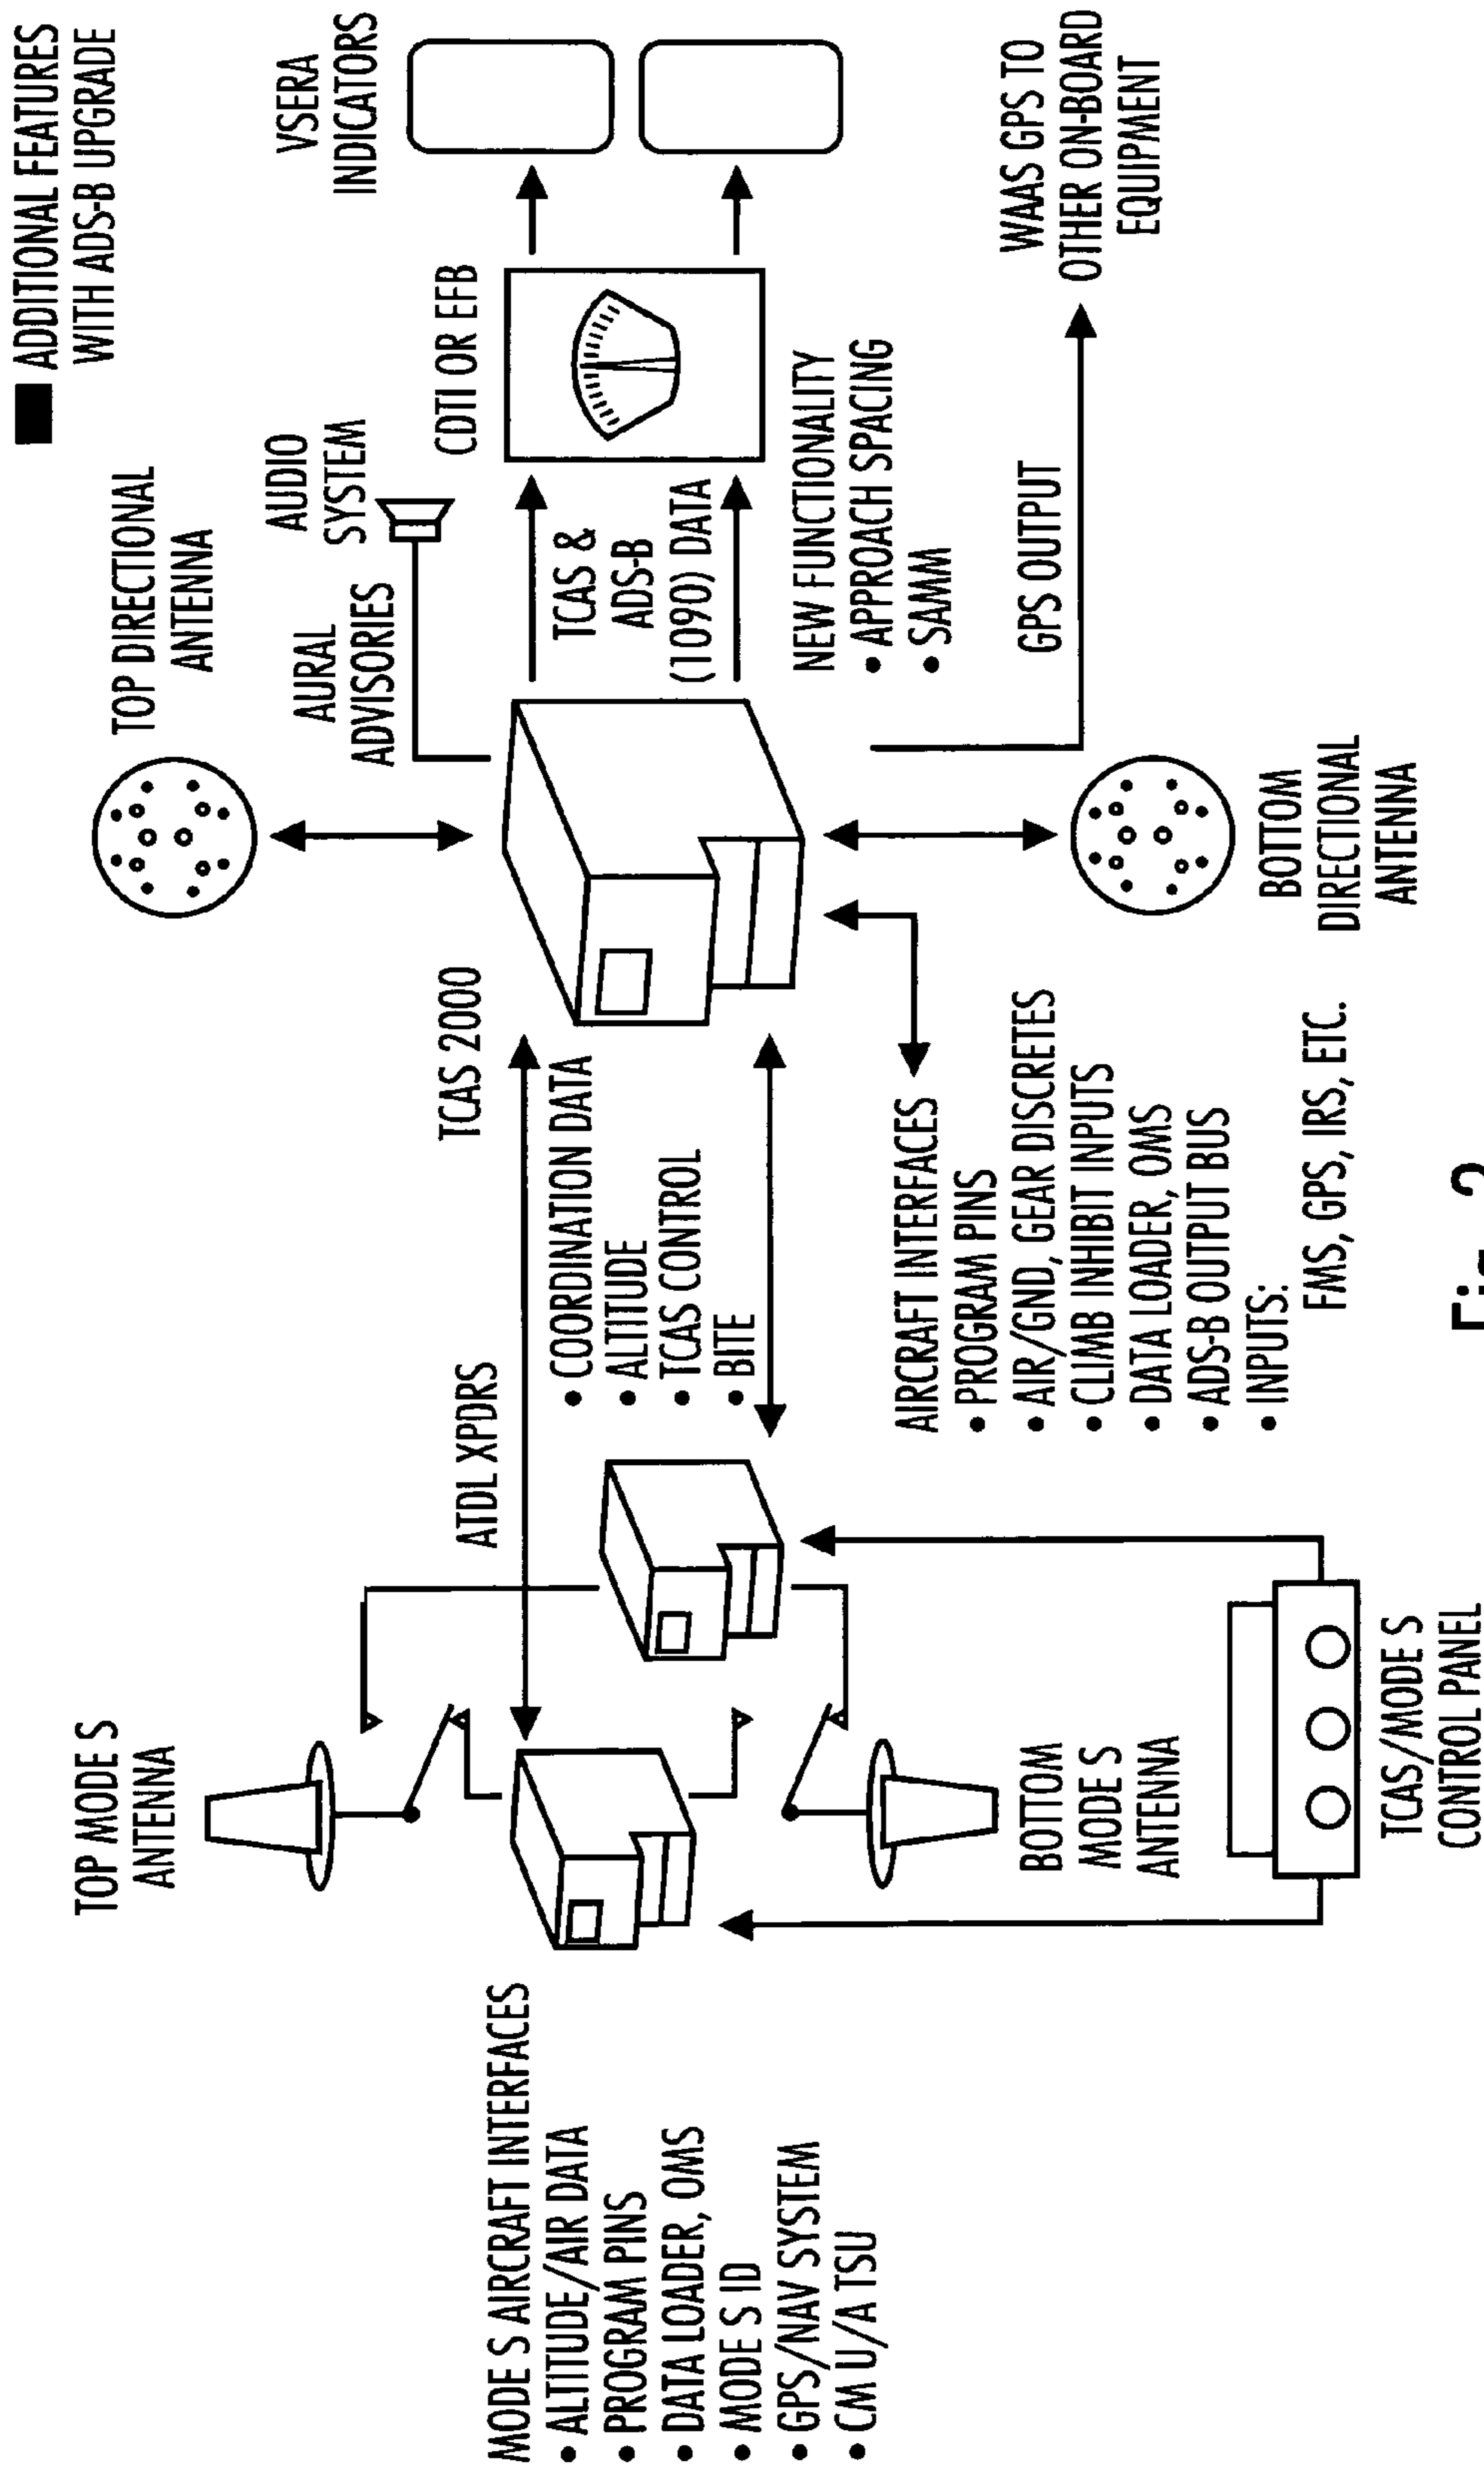 ADDITIONAL FEATURES
WITH ADS-B UPGRADE
TOP MODE S
ANTENNA
TOP DIRECTIONAL
ANTENNA
AURAL
ADVISORIES
AUDIO
SYSTEM
VSERA
INDICATORS
MODE S AIRCRAFT INTERFACES
• ALTITUDE/AIR DATA
• PROGRAM PINS
• DATA LOADER, OMS
• MODE S ID
• GPS/NAV SYSTEM
• CM U/A TSU
ATDL XPDRS
TCAS 2000
• COORDINATION DATA
• ALTITUDE
• TCAS CONTROL
• BITE
TCAS &
ADS-B
(1090) DATA
CDTI OR EFB
NEW FUNCTIONALITY
• APPROACH SPACING
• SAMM
AIRCRAFT INTERFACES
• PROGRAM PINS
• AIR/GND, GEAR DISCRETES
• CLIMB INHIBIT INPUTS
• DATA LOADER, OMS
• ADS-B OUTPUT BUS
• INPUTS:
FMS, GPS, IRS, ETC.
GPS OUTPUT
WAAS GPS TO
OTHER ON-BOARD
EQUIPMENT
BOTTOM
MODE S
ANTENNA
BOTTOM
DIRECTIONAL
ANTENNA
TCAS/MODE S
CONTROL PANEL